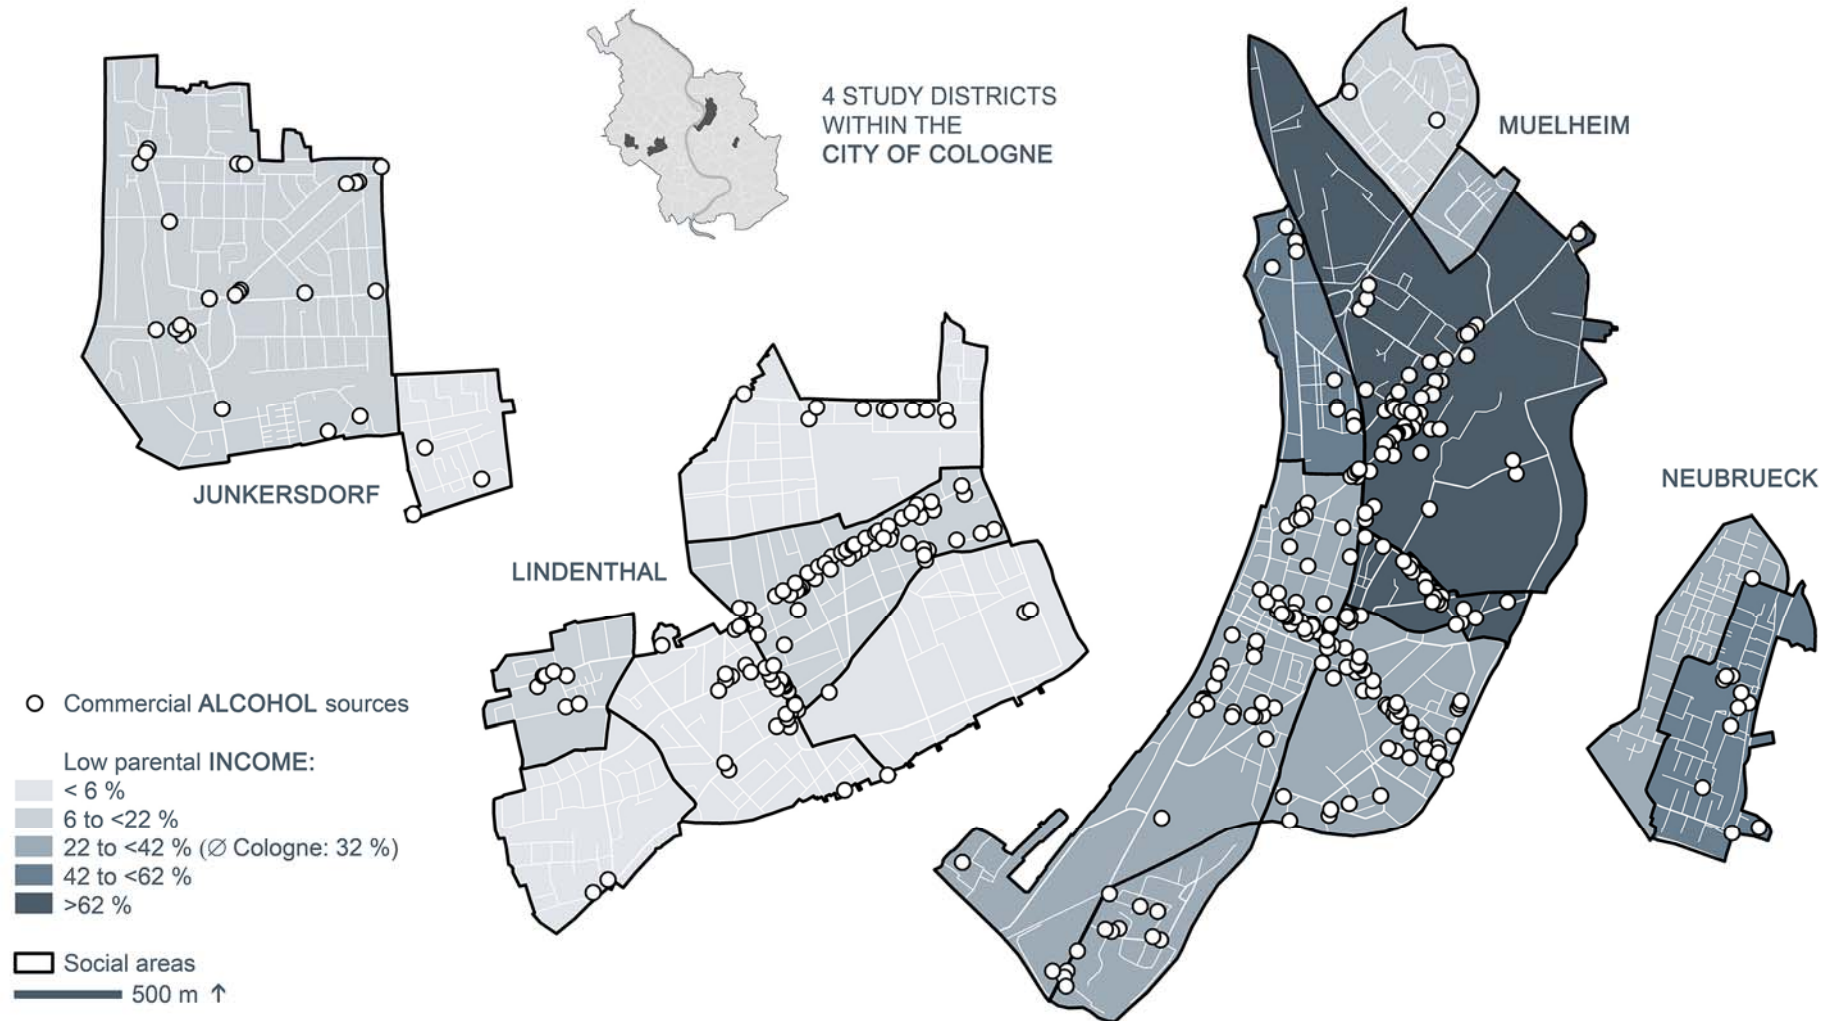 4 STUDY DISTRICTS
WITHIN THE
CITY OF COLOGNE
MUELHEIM
JUNKERSDORF
NEUBRUECK
LINDENTHAL
Commercial ALCOHOL sources
Low parental INCOME:
< 6 %
6 to <22 %
22 to <42 % (∅ Cologne: 32 %)
42 to <62 %
>62 %
Social areas
500 m ↑